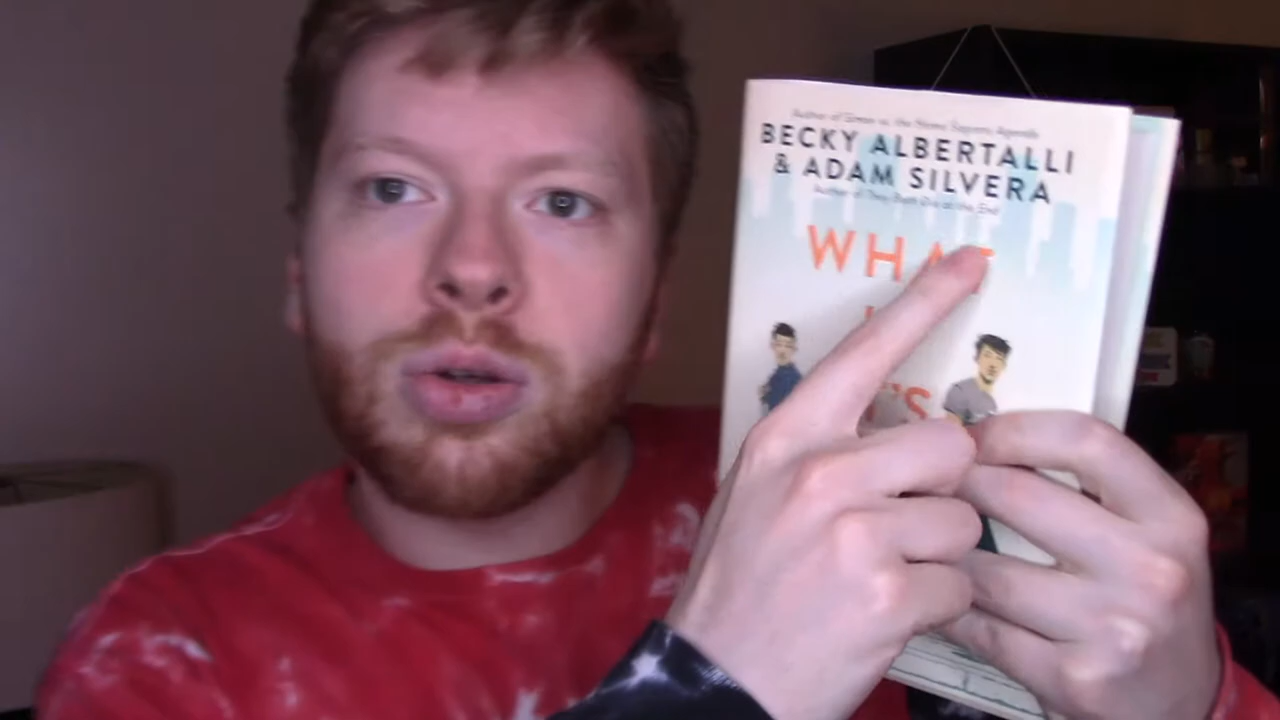 Author of Simon vs. the Homo Sapiens Agenda
BECKY ALBERTALLI
& ADAM SILVERA
Author of They Both Die at the End
WHAT
I
'S